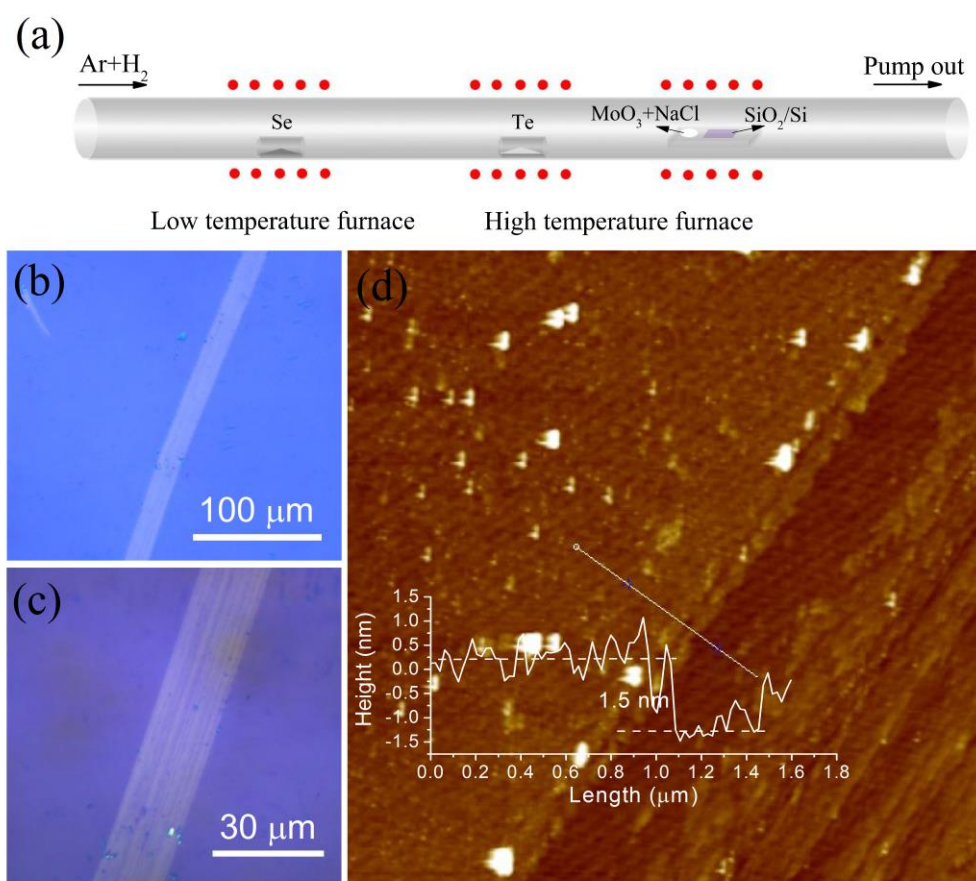 (a)
Ar+H₂
Pump out
Se
Te
MoO₃+NaCl
SiO₂/Si
Low temperature furnace
High temperature furnace
(b)
100 μm
(c)
30 μm
(d)
1.5
1.0
0.5
0.0
-0.5
-1.0
-1.5
Height (nm)
1.5 nm
0.0 0.2 0.4 0.6 0.8 1.0 1.2 1.4 1.6 1.8
Length (μm)